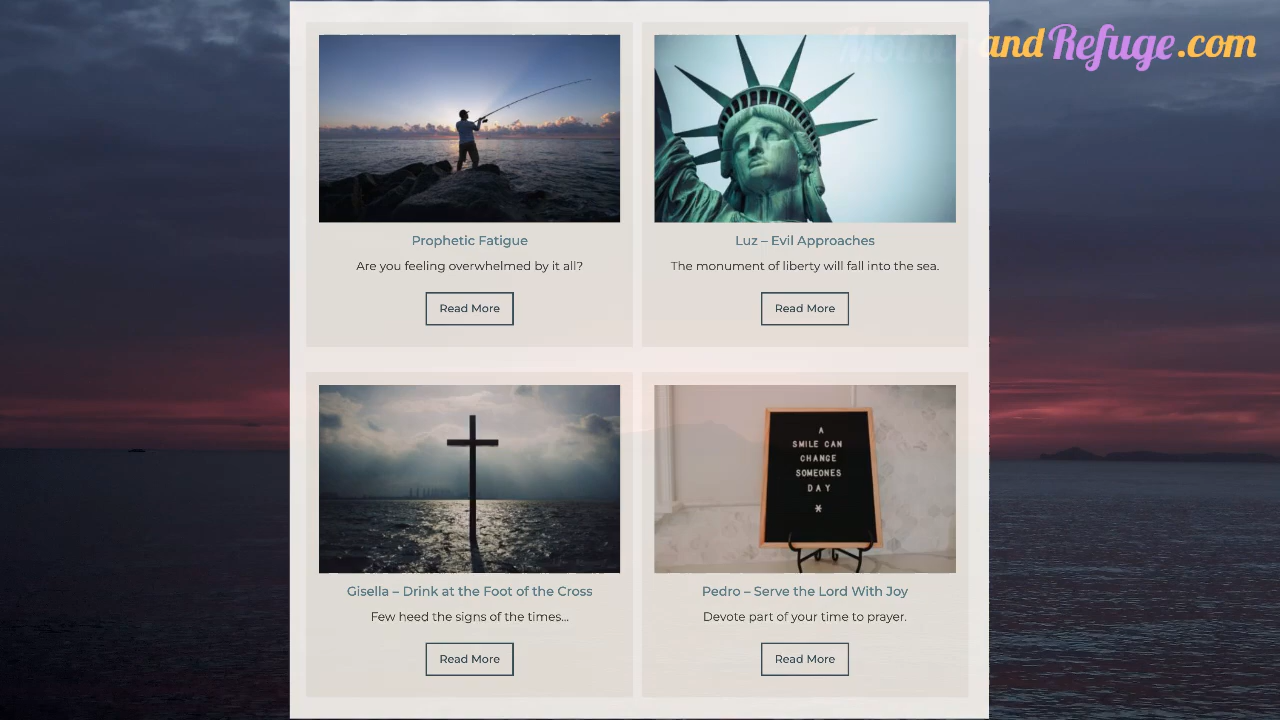 Mother and Refuge.com
Prophetic Fatigue
Are you feeling overwhelmed by it all?
Read More
Luz – Evil Approaches
The monument of liberty will fall into the sea.
Read More
A
SMILE CAN
CHANGE
SOMEONES
DAY
*
Gisella – Drink at the Foot of the Cross
Few heed the signs of the times...
Read More
Pedro – Serve the Lord With Joy
Devote part of your time to prayer.
Read More